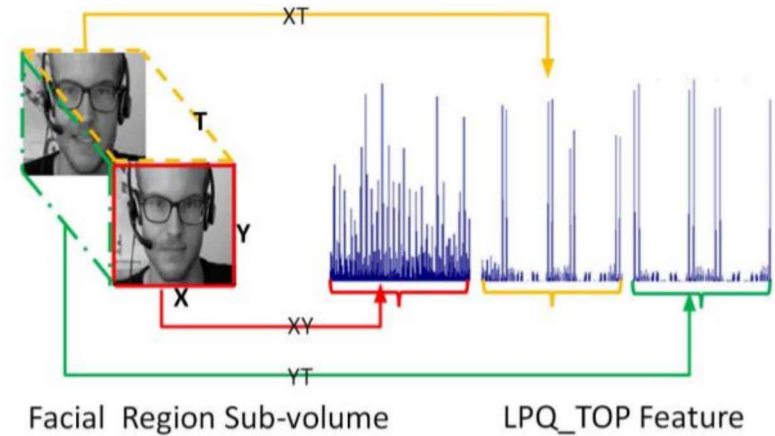 XT
T
Y
X
XY
YT
Facial Region Sub-volume
LPQ_TOP Feature